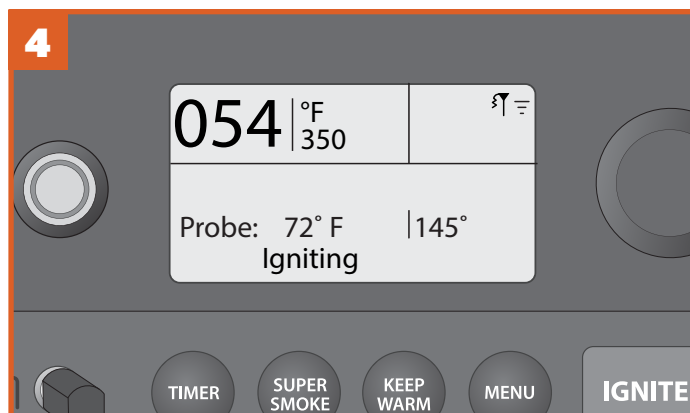 4
054 °F
350
Probe: 72° F 145°
Igniting
TIMER
SUPER
SMOKE
KEEP
WARM
MENU
IGNITE